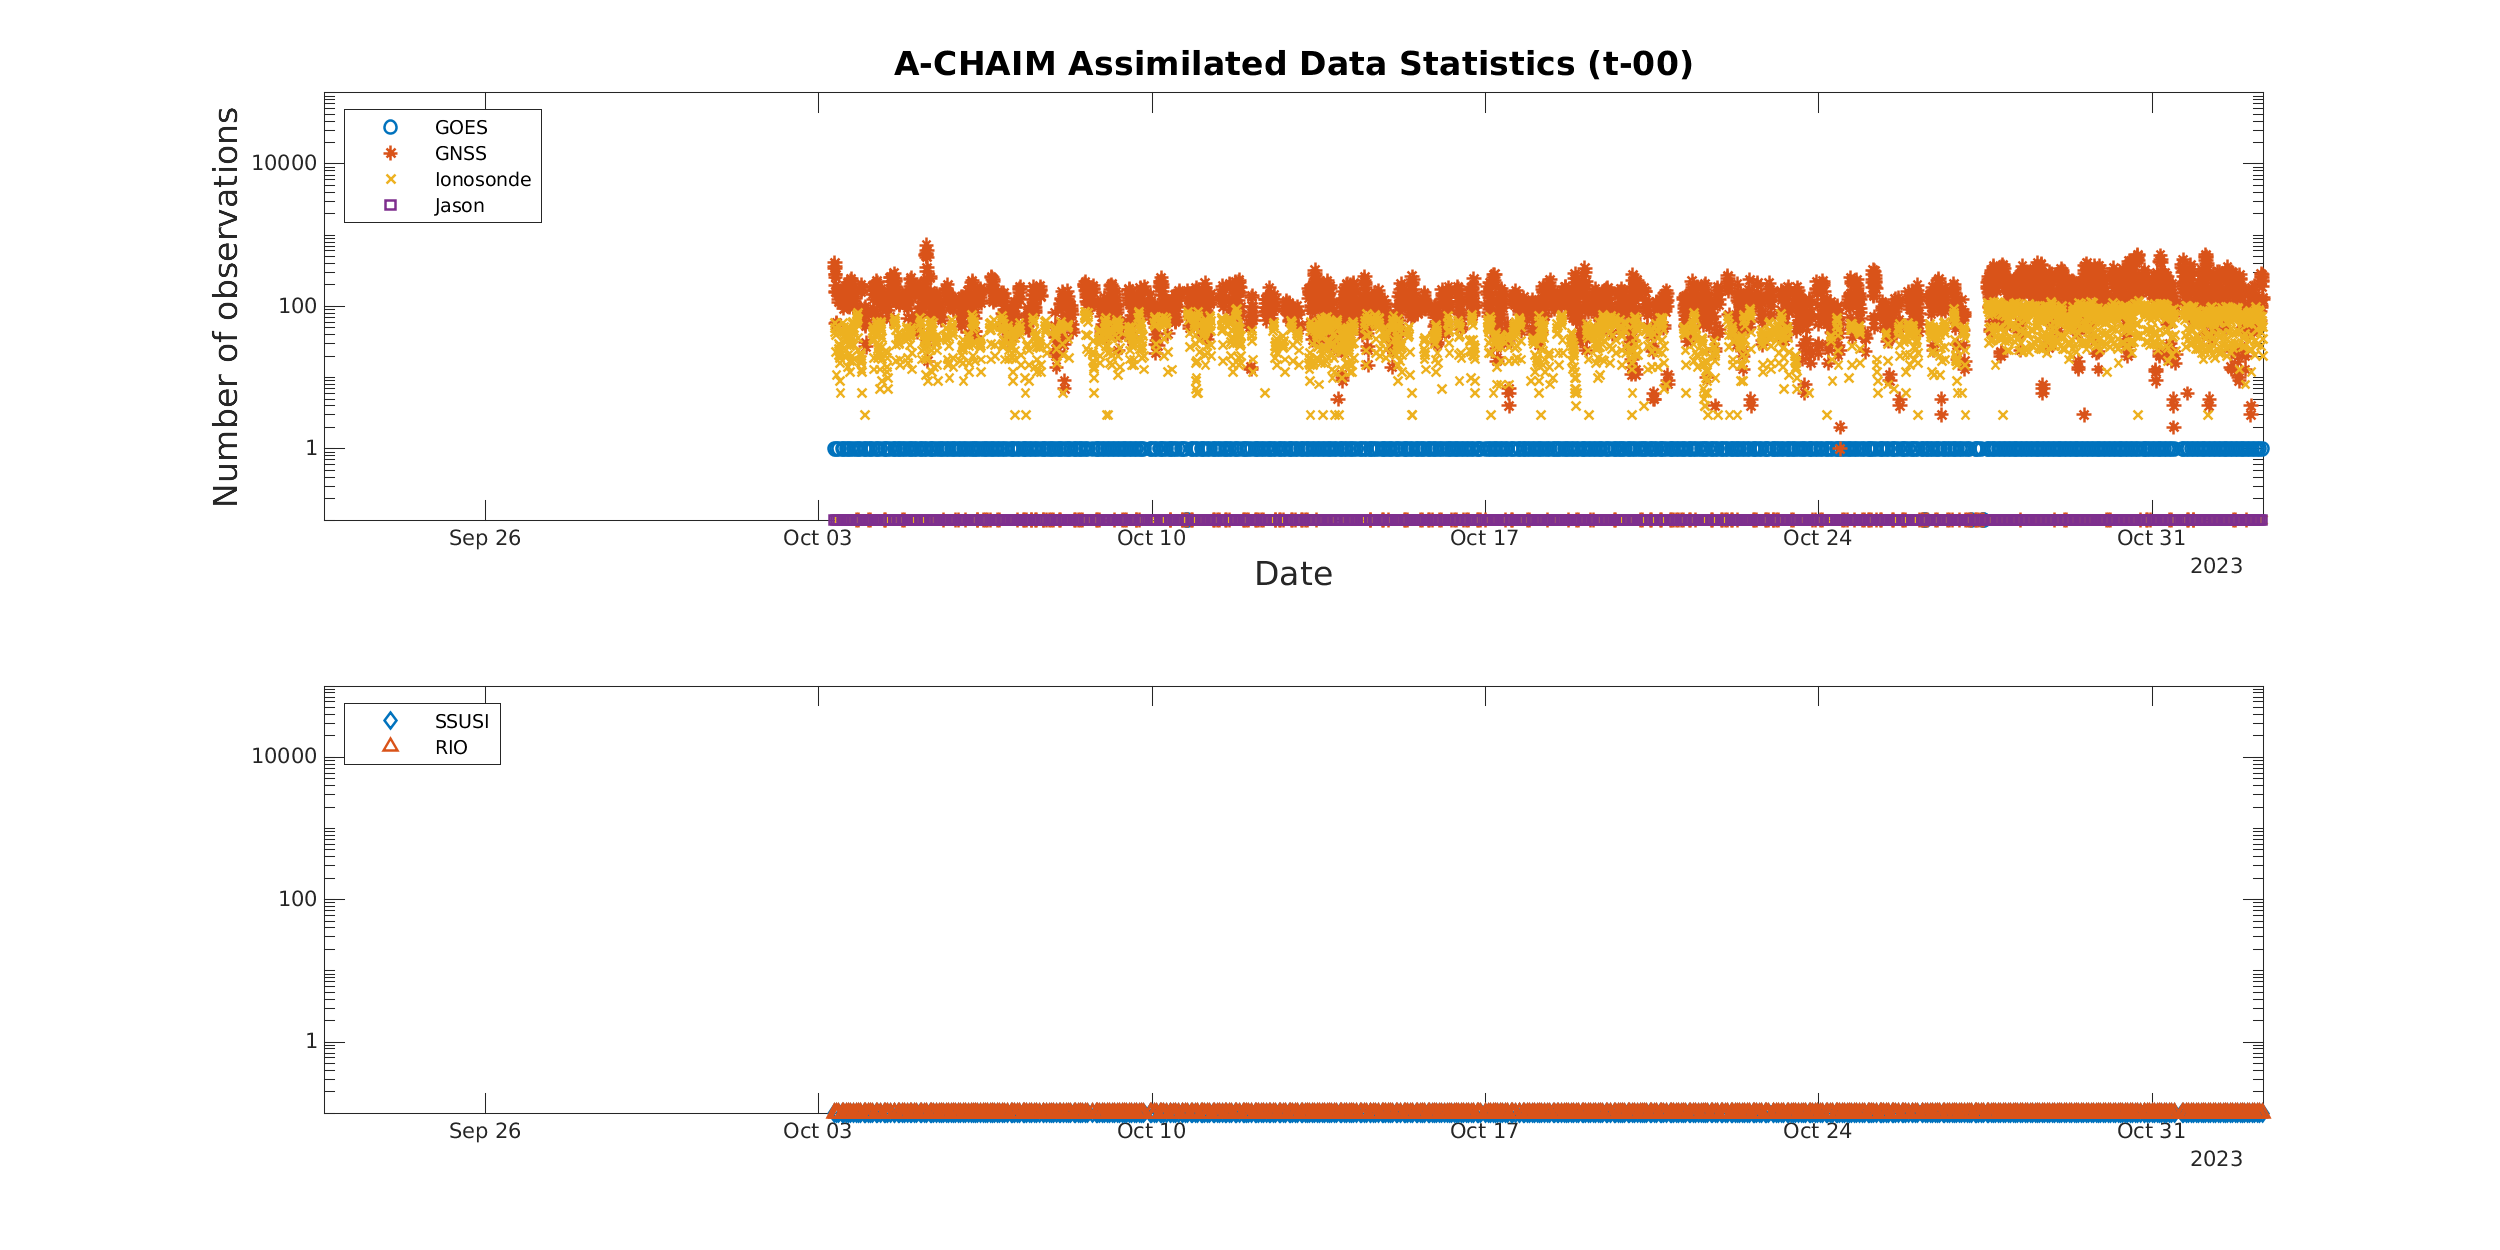 A-CHAIM Assimilated Data Statistics (t-00)
Number of observations
10000
100
1
GOES
GNSS
Ionosonde
Jason
Sep 26
Oct 03
Oct 10
Oct 17
Oct 24
Oct 31
2023
Date
10000
100
1
SSUSI
RIO
Sep 26
Oct 03
Oct 10
Oct 17
Oct 24
Oct 31
2023